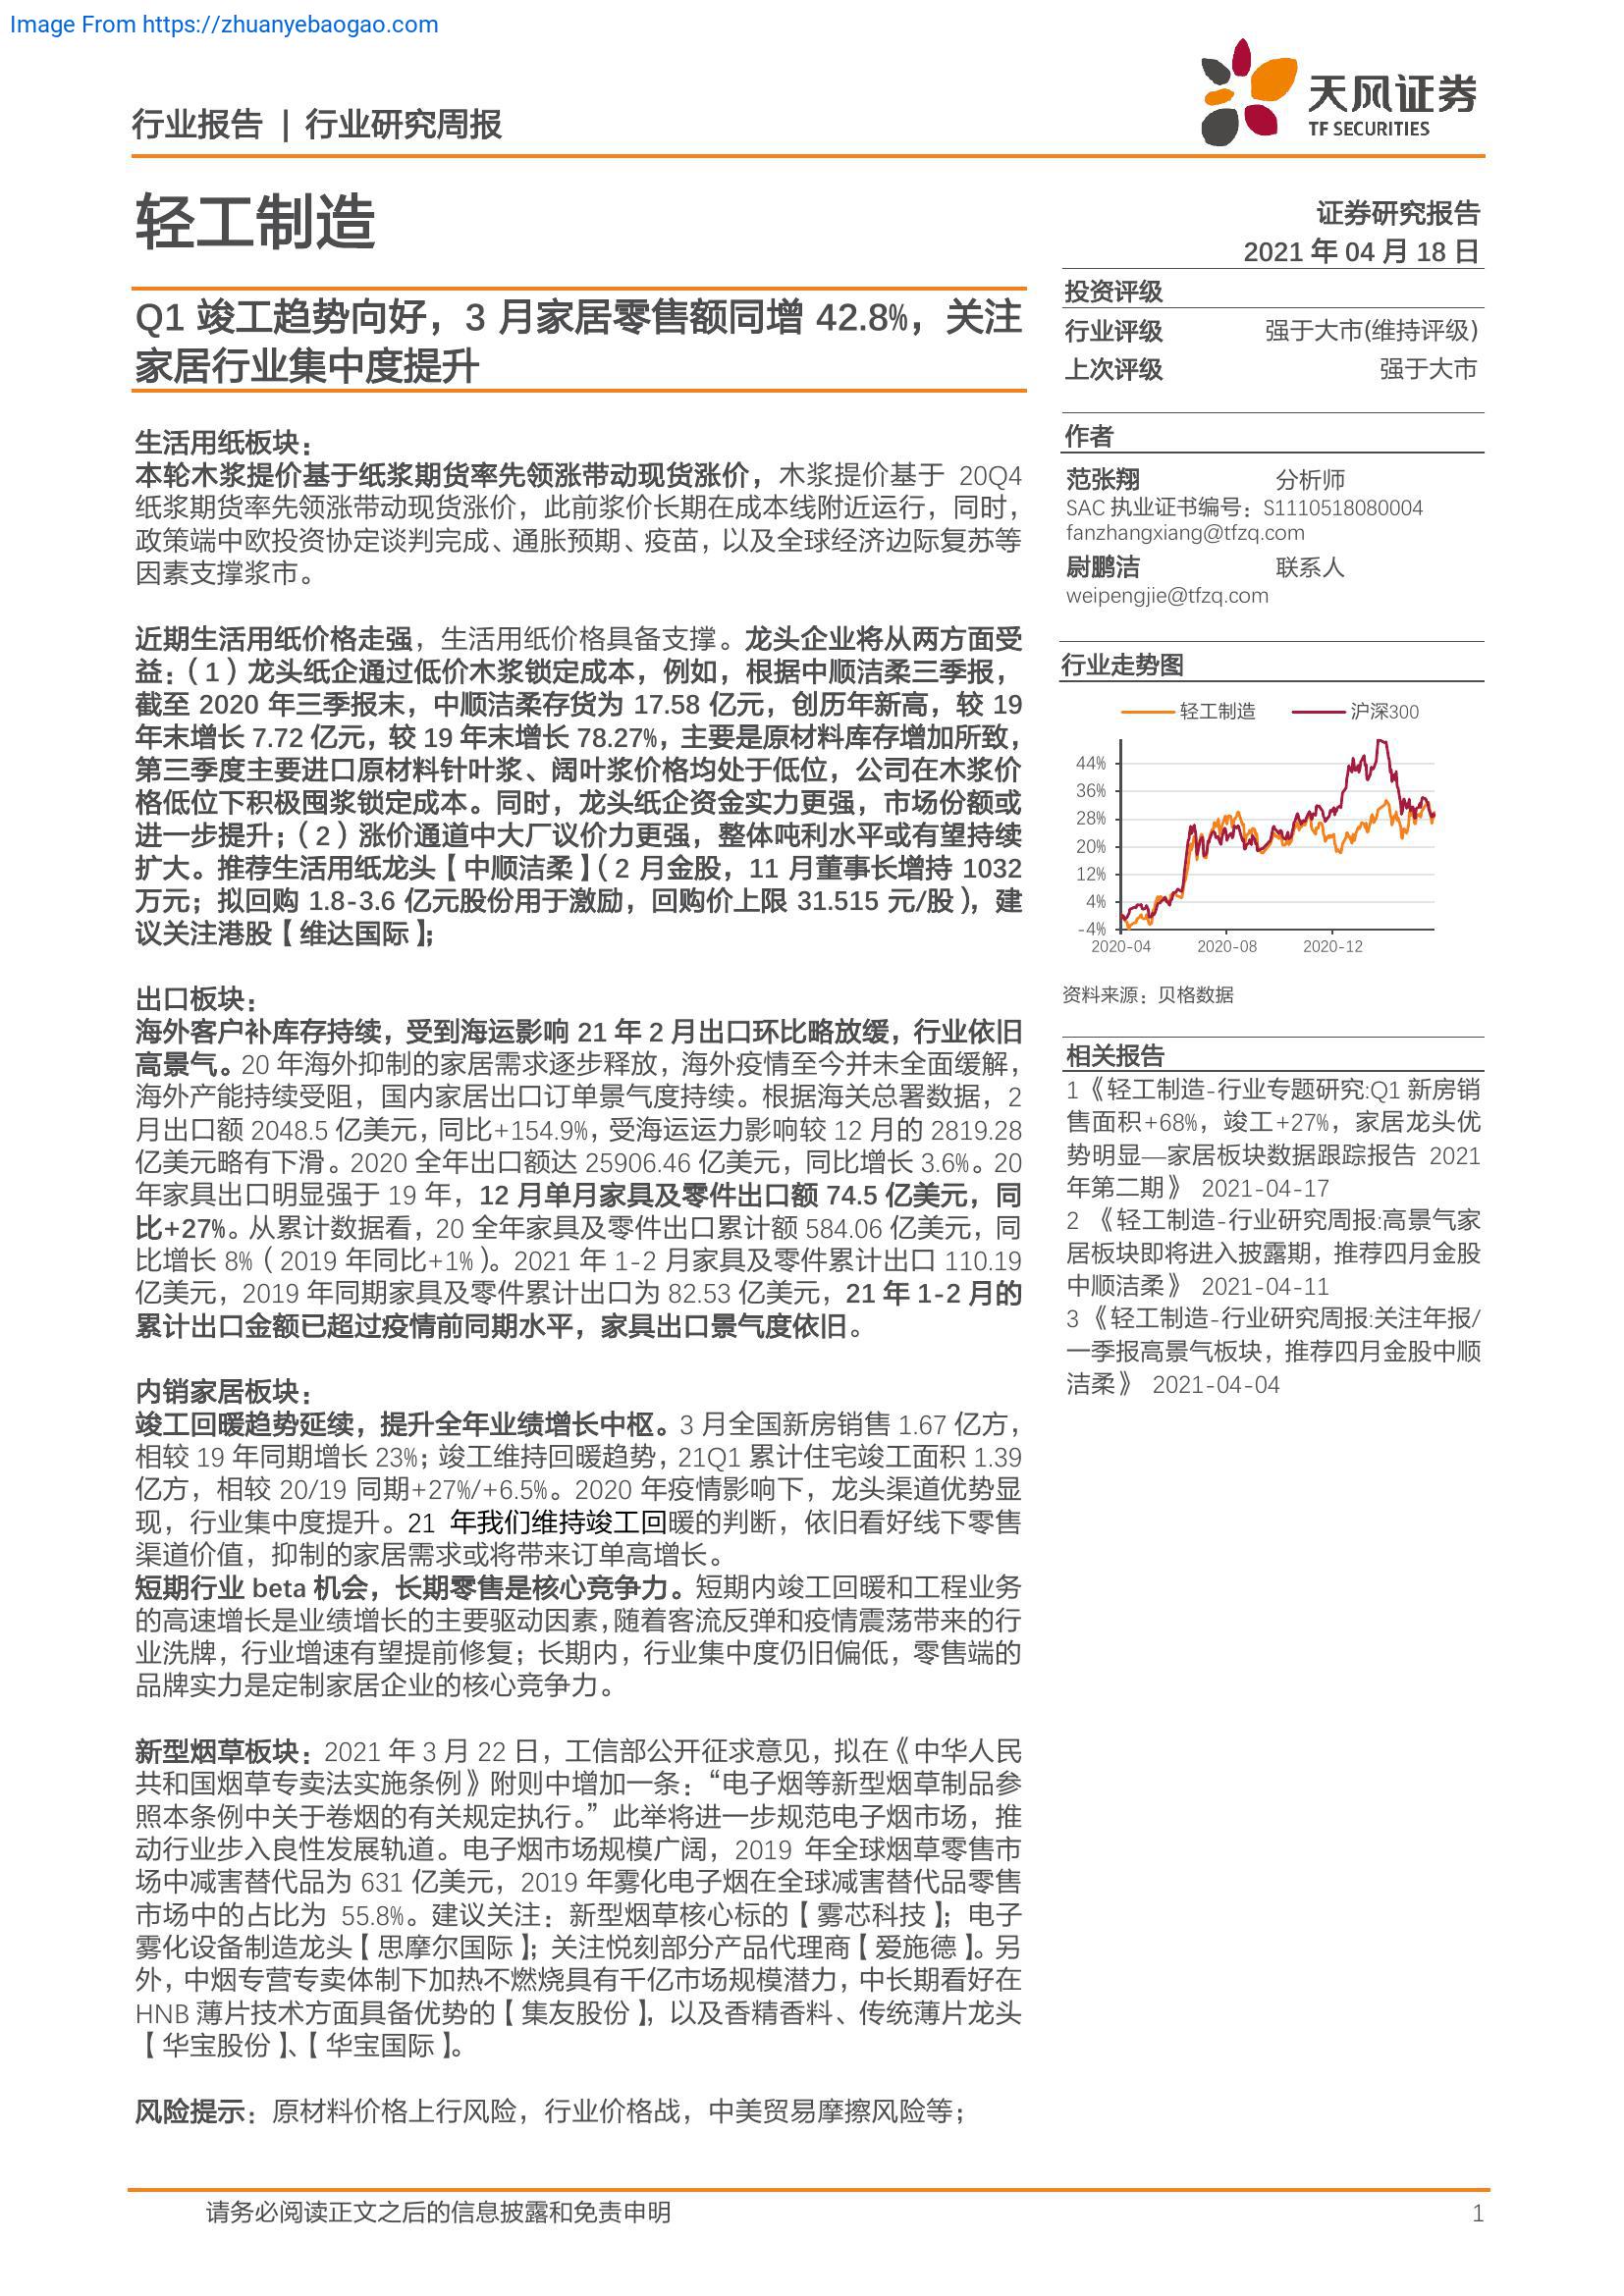 Image From https://zhuanyebaogao.com
行业报告 | 行业研究周报
天风证券
TF SECURITIES
轻工制造
证券研究报告
2021 年 04 月 18 日
Q1 竣工趋势向好，3 月家居零售额同增 42.8%，关注
家居行业集中度提升
生活用纸板块：
本轮木浆提价基于纸浆期货率先领涨带动现货涨价，木浆提价基于 20Q4
纸浆期货率先领涨带动现货涨价，此前浆价长期在成本线附近运行，同时，
政策端中欧投资协定谈判完成、通胀预期、疫苗，以及全球经济边际复苏等
因素支撑浆市。
近期生活用纸价格走强，生活用纸价格具备支撑。龙头企业将从两方面受
益：（1）龙头纸企通过低价木浆锁定成本，例如，根据中顺洁柔三季报，
截至 2020 年三季报末，中顺洁柔存货为 17.58 亿元，创历年新高，较 19
年末增长 7.72 亿元，较 19 年末增长 78.27%，主要是原材料库存增加所致，
第三季度主要进口原材料针叶浆、阔叶浆价格均处于低位，公司在木浆价
格低位下积极囤浆锁定成本。同时，龙头纸企资金实力更强，市场份额或
进一步提升；（2）涨价通道中大厂议价力更强，整体吨利水平或有望持续
扩大。推荐生活用纸龙头【中顺洁柔】（2 月金股，11 月董事长增持 1032
万元；拟回购 1.8-3.6 亿元股份用于激励，回购价上限 31.515 元/股），建
议关注港股【维达国际】；
出口板块：
海外客户补库存持续，受到海运影响 21 年 2 月出口环比略放缓，行业依旧
高景气。20 年海外抑制的家居需求逐步释放，海外疫情至今并未全面缓解，
海外产能持续受阻，国内家居出口订单景气度持续。根据海关总署数据，2
月出口额 2048.5 亿美元，同比+154.9%，受海运运力影响较 12 月的 2819.28
亿美元略有下滑。2020 全年出口额达 25906.46 亿美元，同比增长 3.6%。20
年家具出口明显强于 19 年，12 月单月家具及零件出口额 74.5 亿美元，同
比+27%。从累计数据看，20 全年家具及零件出口累计额 584.06 亿美元，同
比增长 8%（2019 年同比+1%）。2021 年 1-2 月家具及零件累计出口 110.19
亿美元，2019 年同期家具及零件累计出口为 82.53 亿美元，21 年 1-2 月的
累计出口金额已超过疫情前同期水平，家具出口景气度依旧。
内销家居板块：
竣工回暖趋势延续，提升全年业绩增长中枢。3 月全国新房销售 1.67 亿方，
相较 19 年同期增长 23%；竣工维持回暖趋势，21Q1 累计住宅竣工面积 1.39
亿方，相较 20/19 同期+27%/+6.5%。2020 年疫情影响下，龙头渠道优势显
现，行业集中度提升。21 年我们维持竣工回暖的判断，依旧看好线下零售
渠道价值，抑制的家居需求或将带来订单高增长。
短期行业 beta 机会，长期零售是核心竞争力。短期内竣工回暖和工程业务
的高速增长是业绩增长的主要驱动因素，随着客流反弹和疫情震荡带来的行
业洗牌，行业增速有望提前修复；长期内，行业集中度仍旧偏低，零售端的
品牌实力是定制家居企业的核心竞争力。
新型烟草板块：2021 年 3 月 22 日，工信部公开征求意见，拟在《中华人民
共和国烟草专卖法实施条例》附则中增加一条：“电子烟等新型烟草制品参
照本条例中关于卷烟的有关规定执行。” 此举将进一步规范电子烟市场，推
动行业步入良性发展轨道。电子烟市场规模广阔，2019 年全球烟草零售市
场中减害替代品为 631 亿美元，2019 年雾化电子烟在全球减害替代品零售
市场中的占比为 55.8%。建议关注：新型烟草核心标的【雾芯科技】；电子
雾化设备制造龙头【思摩尔国际】；关注悦刻部分产品代理商【爱施德】。另
外，中烟专营专卖体制下加热不燃烧具有千亿市场规模潜力，中长期看好在
HNB 薄片技术方面具备优势的【集友股份】，以及香精香料、传统薄片龙头
【华宝股份】、【华宝国际】。
风险提示：原材料价格上行风险，行业价格战，中美贸易摩擦风险等；
投资评级
行业评级 强于大市(维持评级)
上次评级 强于大市
作者
范张翔 分析师
SAC 执业证书编号：S1110518080004
fanzhangxiang@tfzq.com
尉鹏洁 联系人
weipengjie@tfzq.com
行业走势图
轻工制造 沪深300
44%
36%
28%
20%
12%
4%
-4%
2020-04 2020-08 2020-12
资料来源：贝格数据
相关报告
1《轻工制造-行业专题研究:Q1 新房销
售面积+68%，竣工+27%，家居龙头优
势明显—家居板块数据跟踪报告 2021
年第二期》 2021-04-17
2 《轻工制造-行业研究周报:高景气家
居板块即将进入披露期，推荐四月金股
中顺洁柔》 2021-04-11
3 《轻工制造-行业研究周报:关注年报/
一季报高景气板块，推荐四月金股中顺
洁柔》 2021-04-04
请务必阅读正文之后的信息披露和免责申明 1